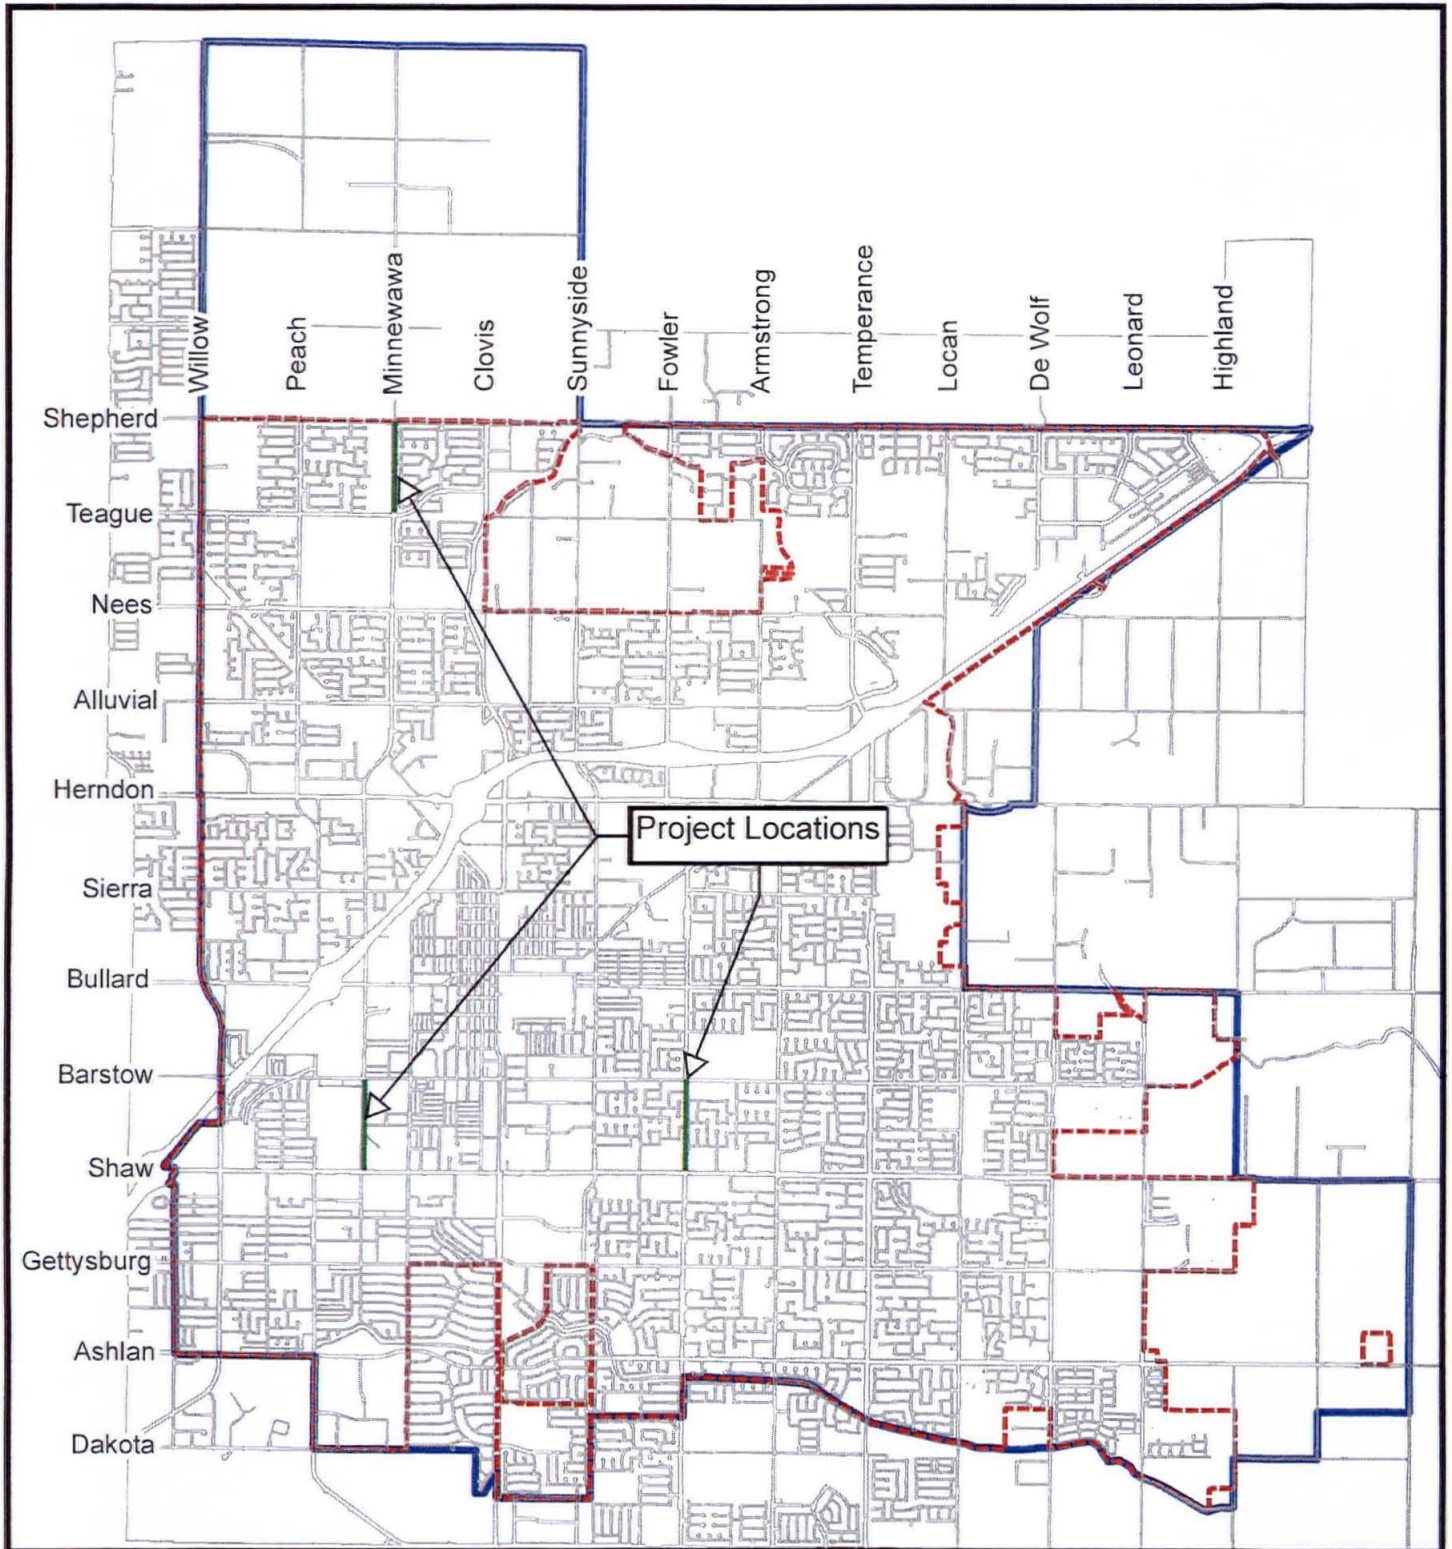 Willow
Peach
Minnewawa
Clovis
Sunnyside
Fowler
Armstrong
Temperance
Locan
De Wolf
Leonard
Highland
Shepherd
Teague
Nees
Alluvial
Herndon
Project Locations
Sierra
Bullard
Barstow
Shaw
Gettysburg
Ashlan
Dakota